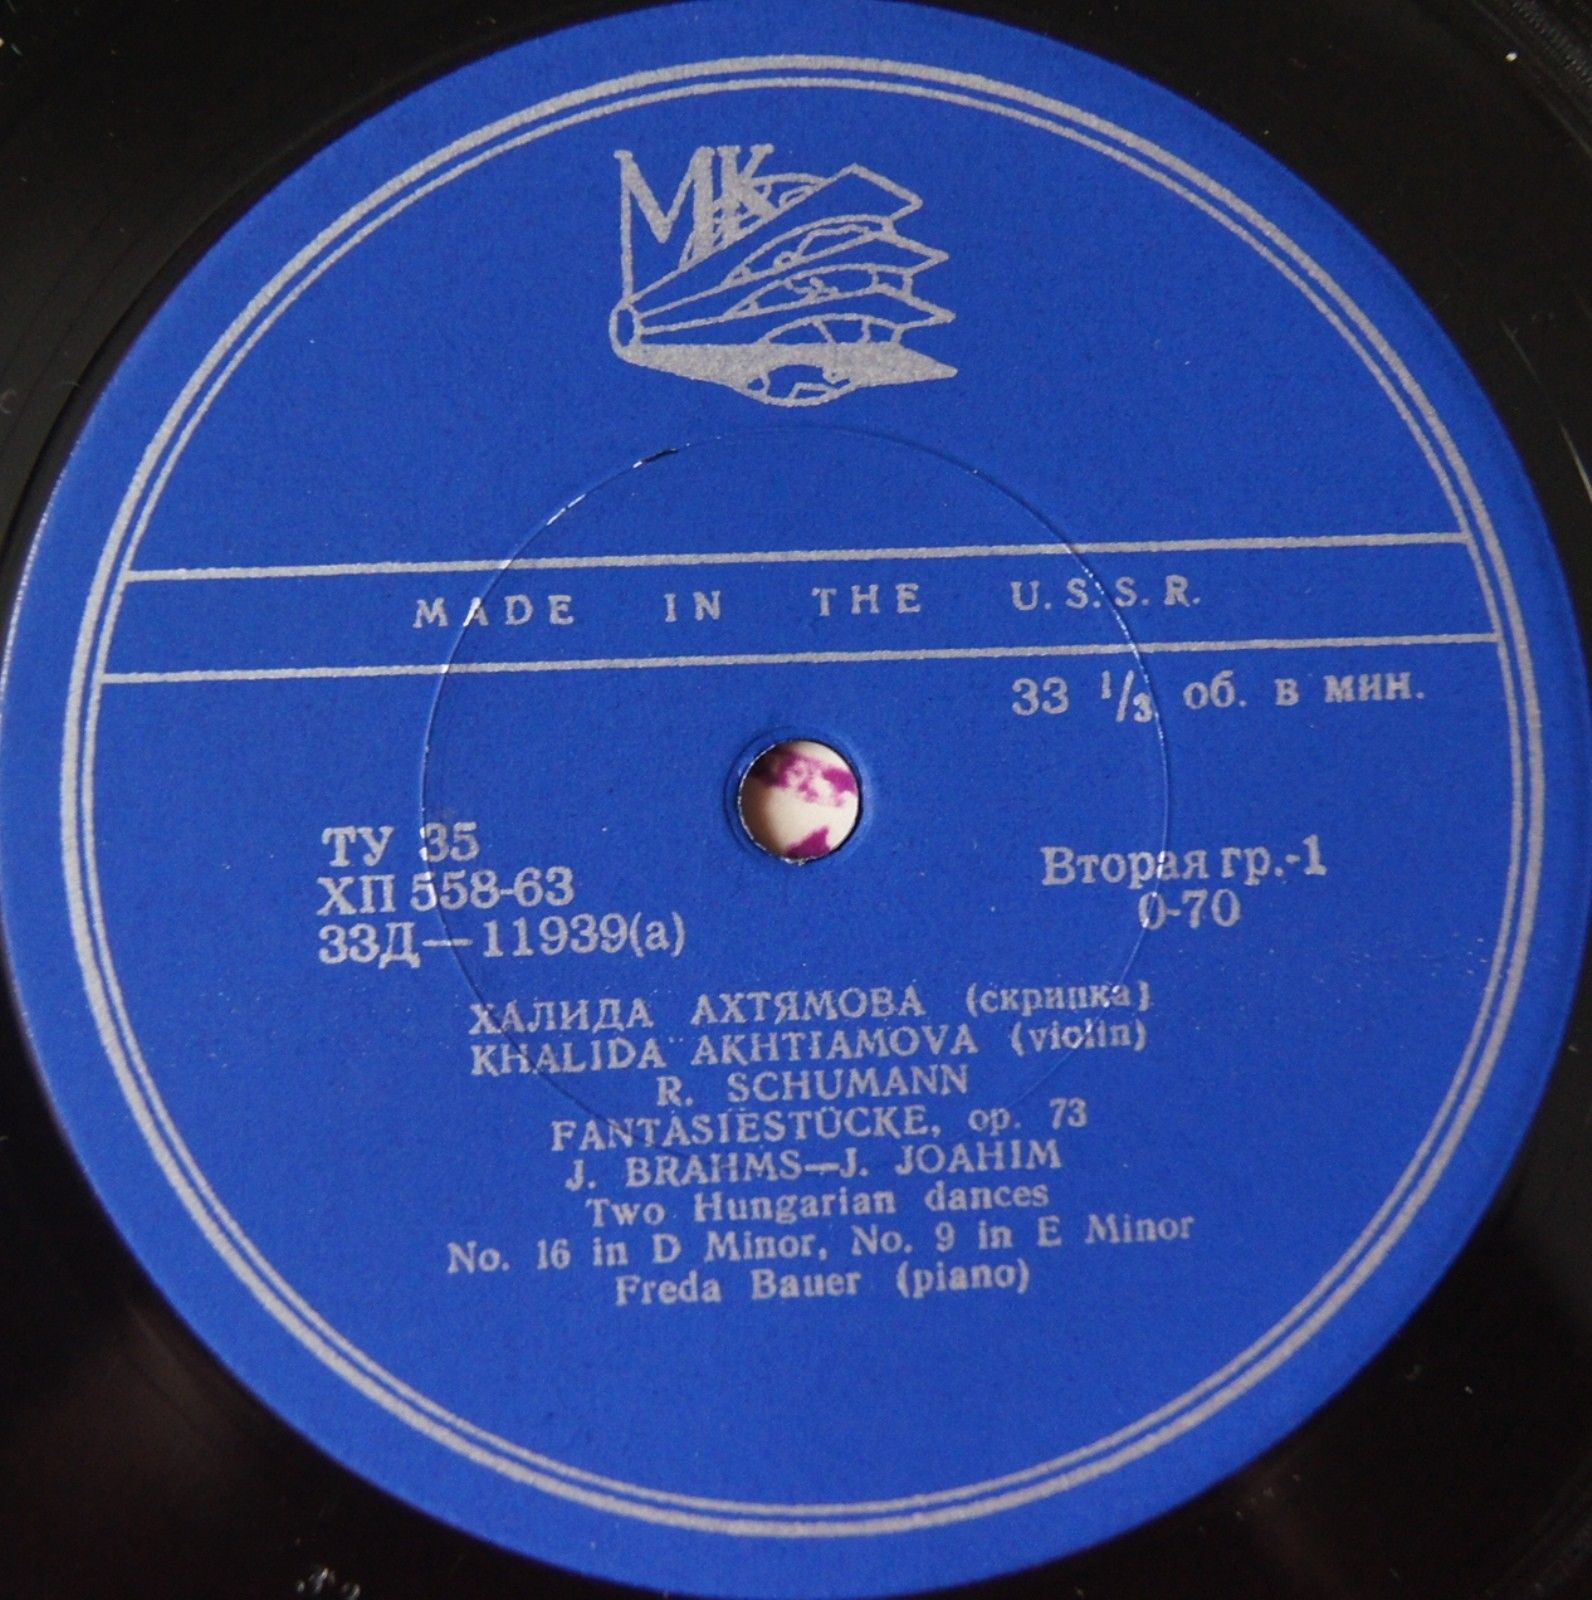 МК
MADE IN THE U.S.S.R.
33 1/3 об. в мин.
ТУ 35
ХП 558-63
33Д—11939(а)
Вторая гр.-1
0-70
ХАЛИДА АХТЯМОВА (скрипка)
KHALIDA AKHTIAMOVA (violin)
R. SCHUMANN
FANTASIESTÜCKE, op. 73
J. BRAHMS—J. JOAHIM
Two Hungarian dances
No. 16 in D Minor, No. 9 in E Minor
Freda Bauer (piano)